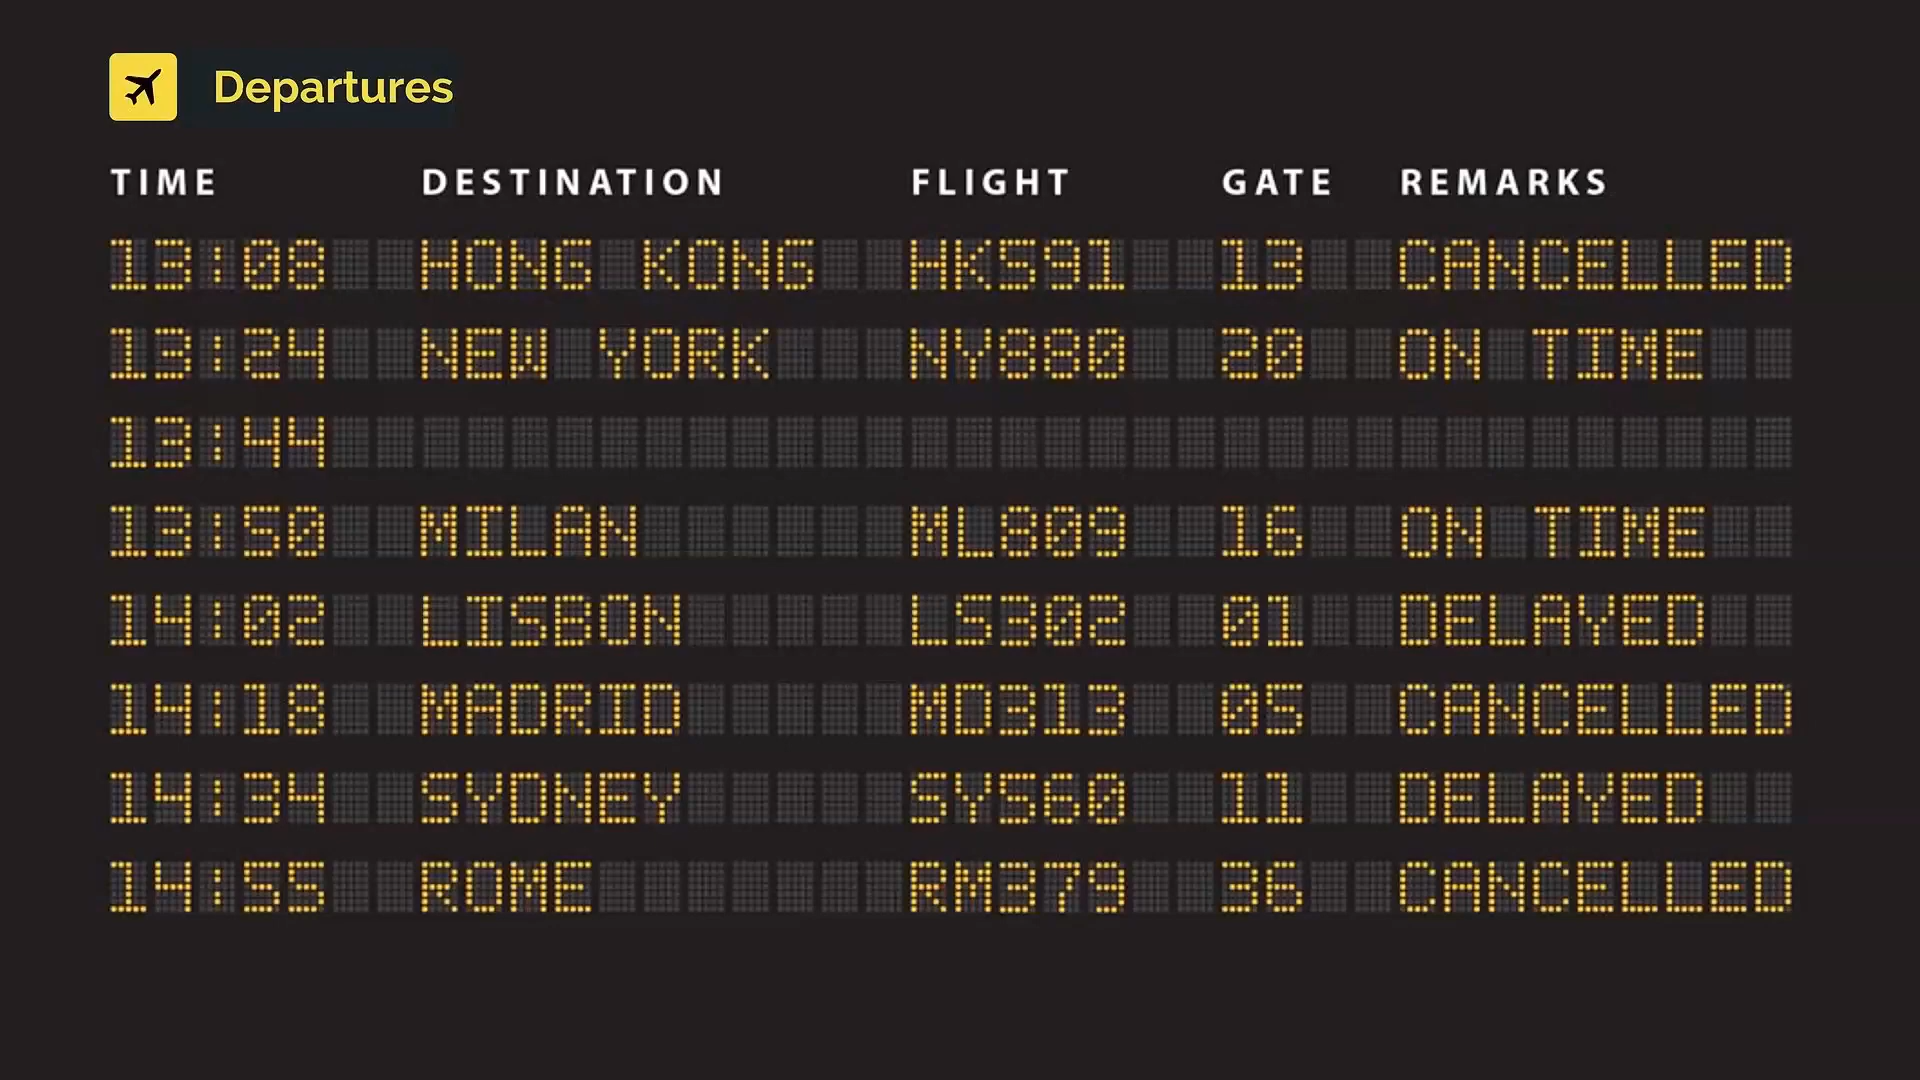 Departures
TIME DESTINATION FLIGHT GATE REMARKS
13:08 HONG KONG HK591 13 CANCELLED
13:24 NEW YORK NY880 20 ON TIME
13:44
13:50 MILAN ML809 16 ON TIME
14:02 LISBON LS302 01 DELAYED
14:18 MADRID MD313 05 CANCELLED
14:34 SYDNEY SY560 11 DELAYED
14:55 ROME RM379 36 CANCELLED